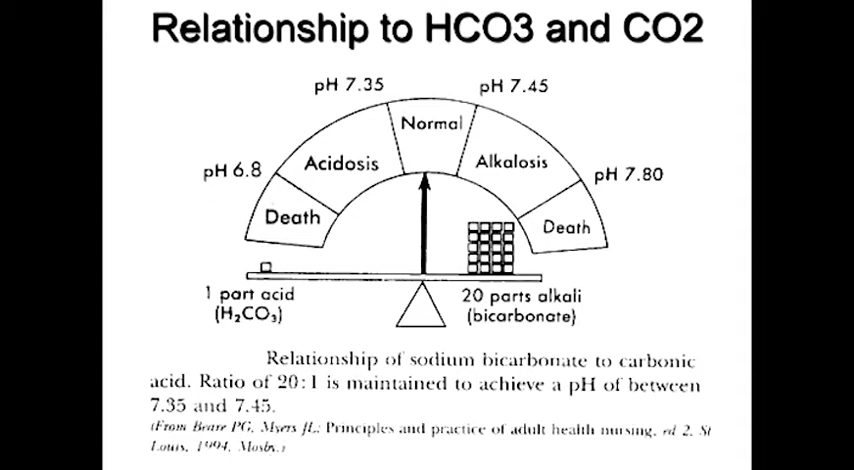 Relationship to HCO3 and CO2
pH 7.35
pH 7.45
Normal
pH 6.8
Acidosis
Alkalosis
pH 7.80
Death
Death
1 part acid
(H₂CO₃)
20 parts alkali
(bicarbonate)
Relationship of sodium bicarbonate to carbonic
acid. Ratio of 20:1 is maintained to achieve a pH of between
7.35 and 7.45.
(From Beare PG, Myers JL: Principles and practice of adult health nursing, ed 2, St
Louis, 1994, Mosby.)